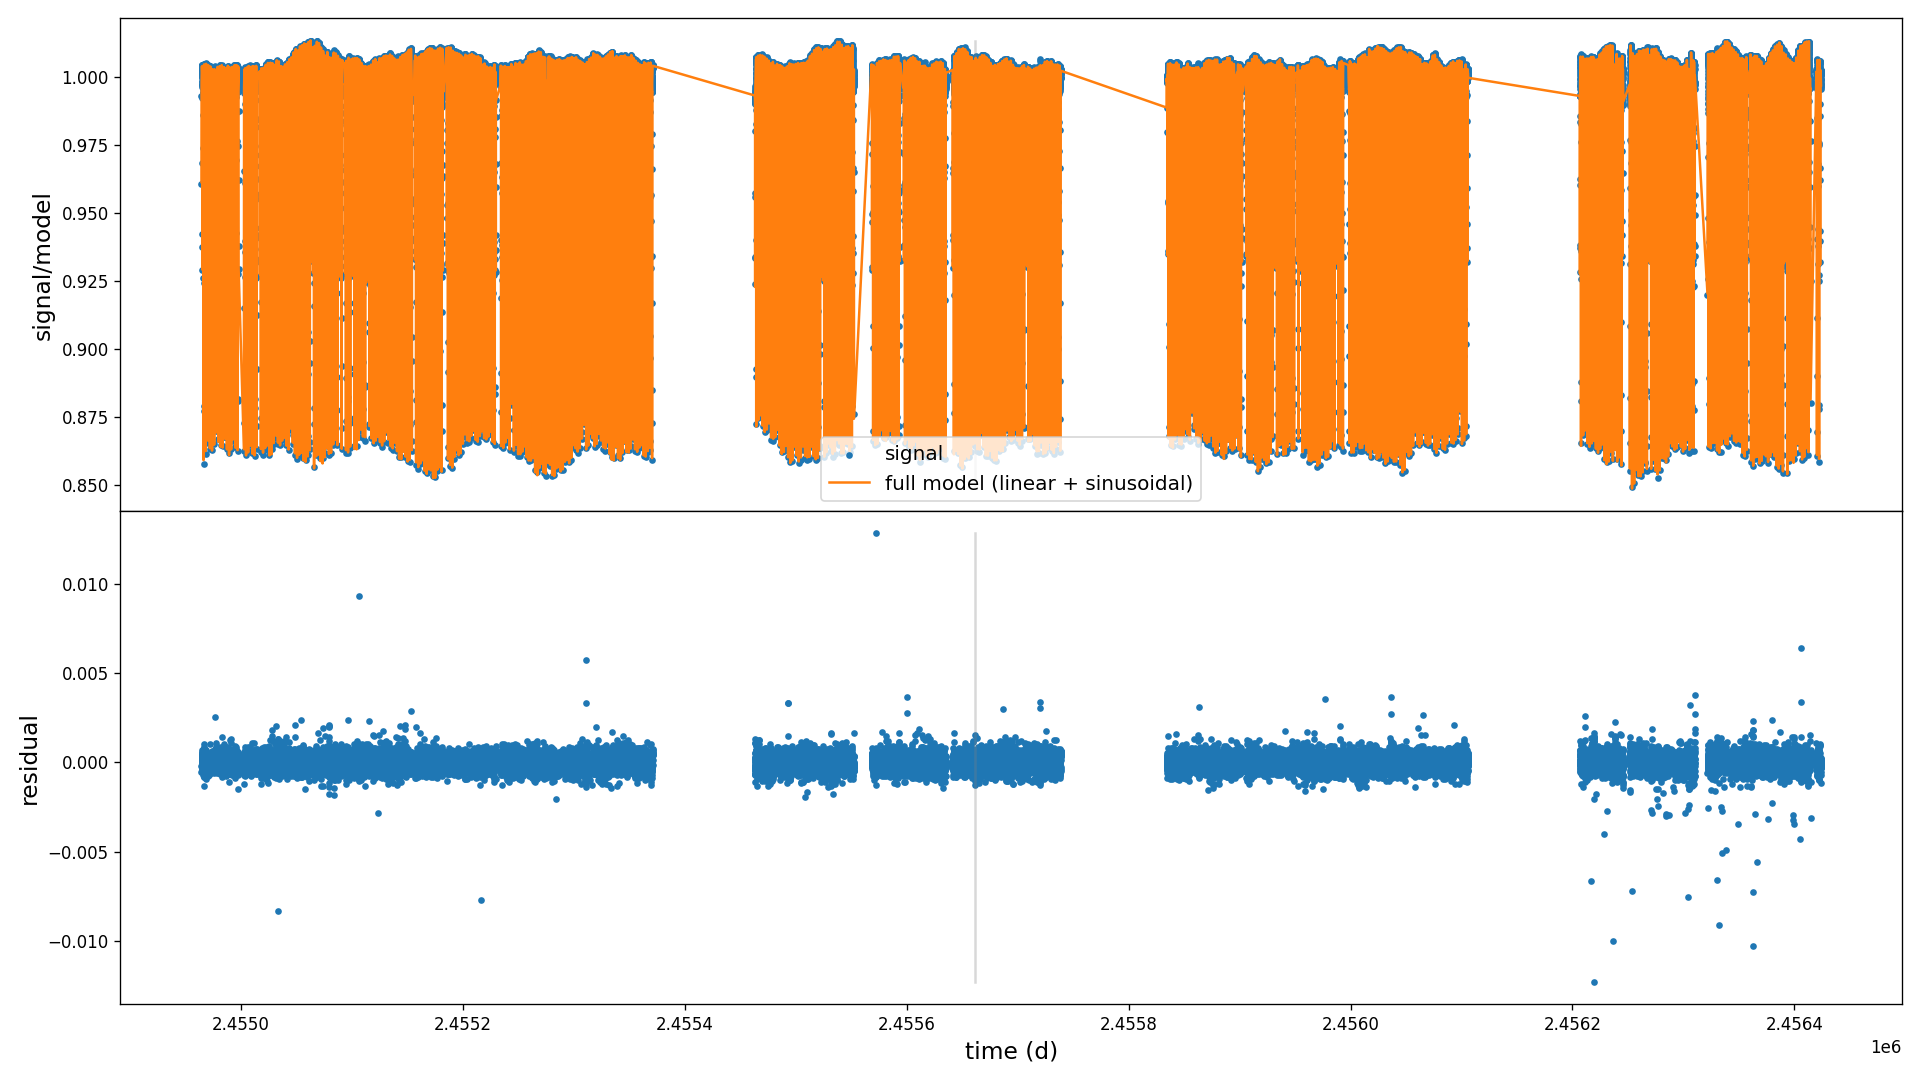 1.000
0.975
0.950
0.925
0.900
0.875
0.850
signal/model
signal
full model (linear + sinusoidal)
0.010
0.005
0.000
−0.005
−0.010
residual
2.4550 2.4552 2.4554 2.4556 2.4558 2.4560 2.4562 2.4564
1e6
time (d)